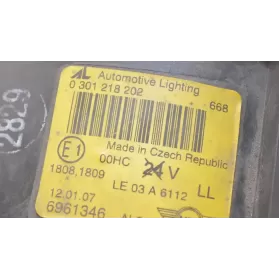 AL Automotive Lighting
0 301 218 202
668
Made in Czech Republic
E1 00HC 24 V
1808,1809 LE 03 A 6112 LL
12.01.07
6961346
2829